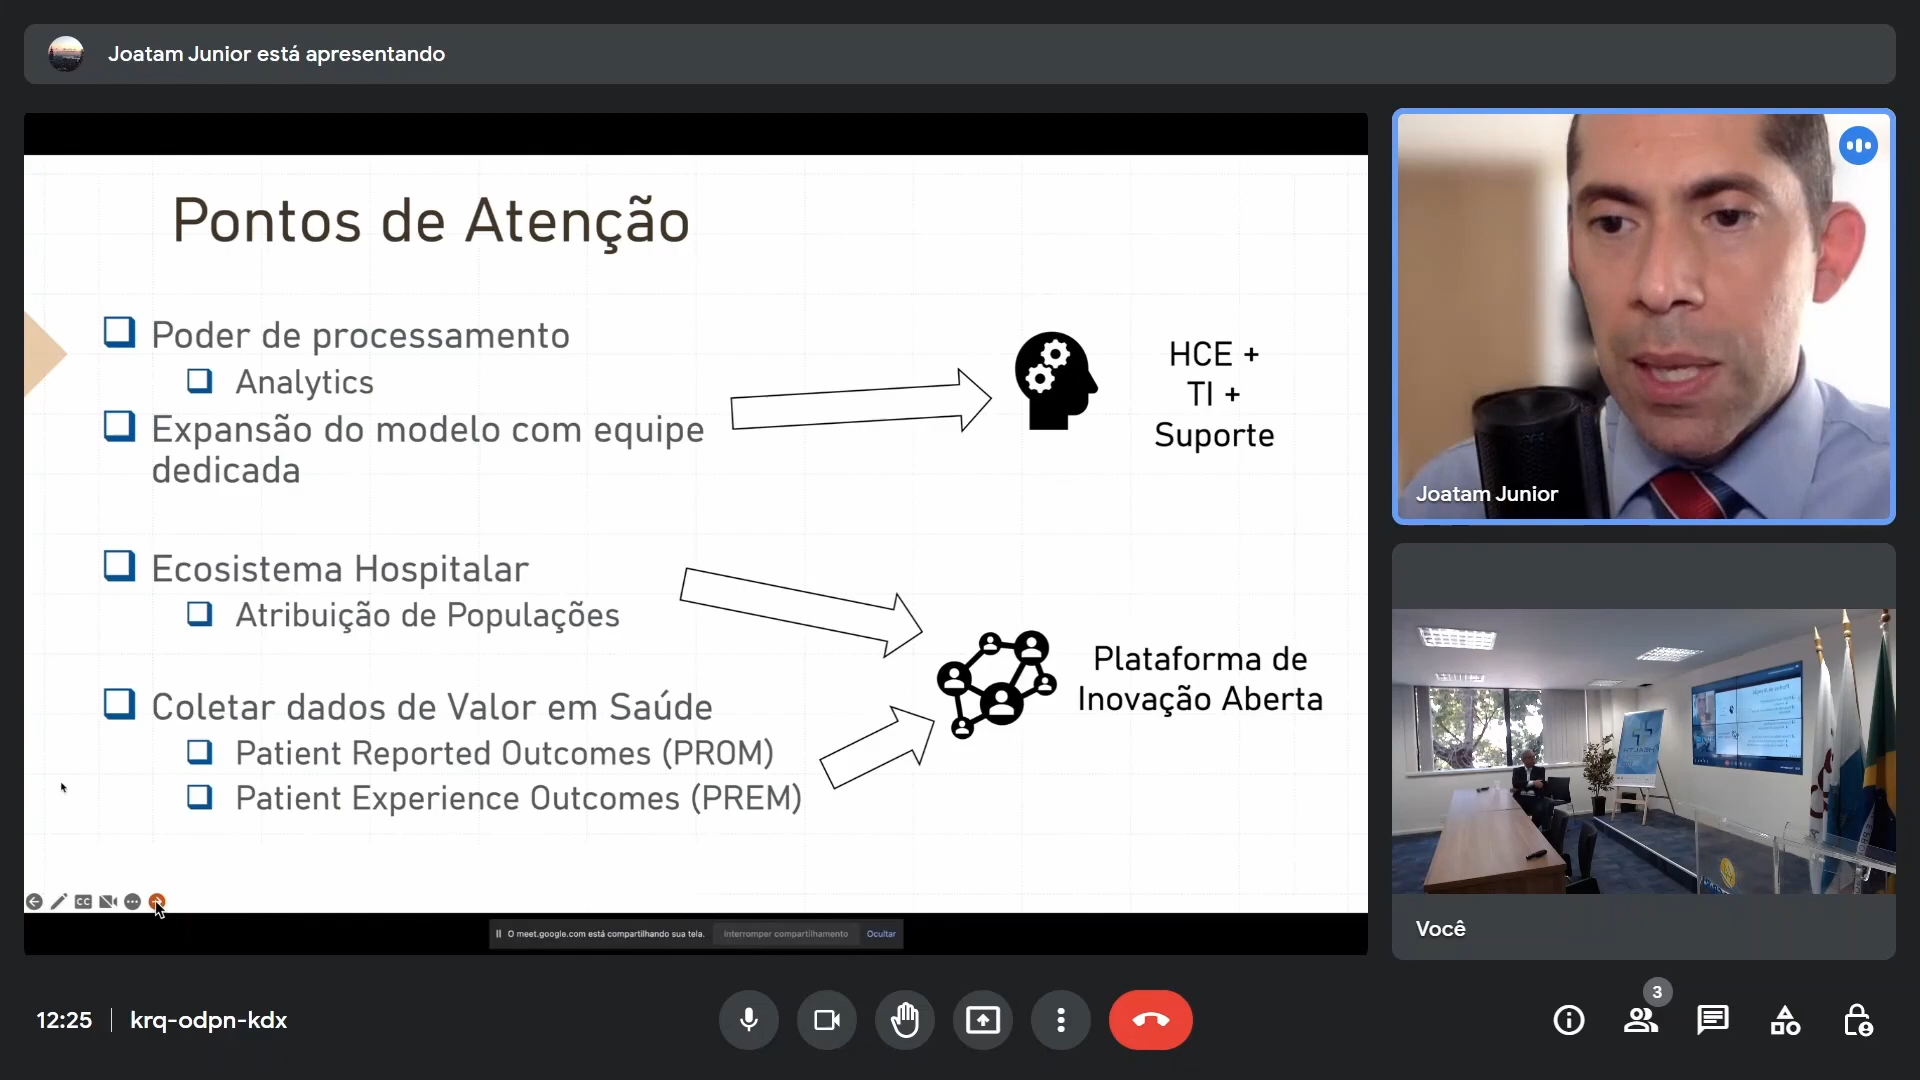 Joatam Junior está apresentando
Pontos de Atenção
Poder de processamento
Analytics
Expansão do modelo com equipe
dedicada
Ecosistema Hospitalar
Atribuição de Populações
Coletar dados de Valor em Saúde
Patient Reported Outcomes (PROM)
Patient Experience Outcomes (PREM)
HCE +
TI +
Suporte
Plataforma de
Inovação Aberta
CC
O meet.google.com está compartilhando sua tela.
Interromper compartilhamento
Ocultar
Joatam Junior
Você
12:25
krq-odpn-kdx
3